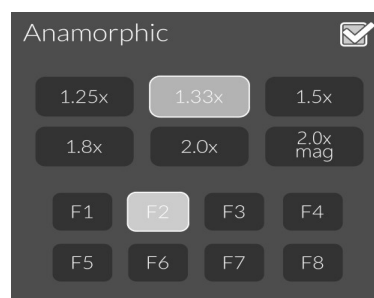 Anamorphic
1.25x 1.33x 1.5x
1.8x 2.0x 2.0x
mag
F1 F2 F3 F4
F5 F6 F7 F8